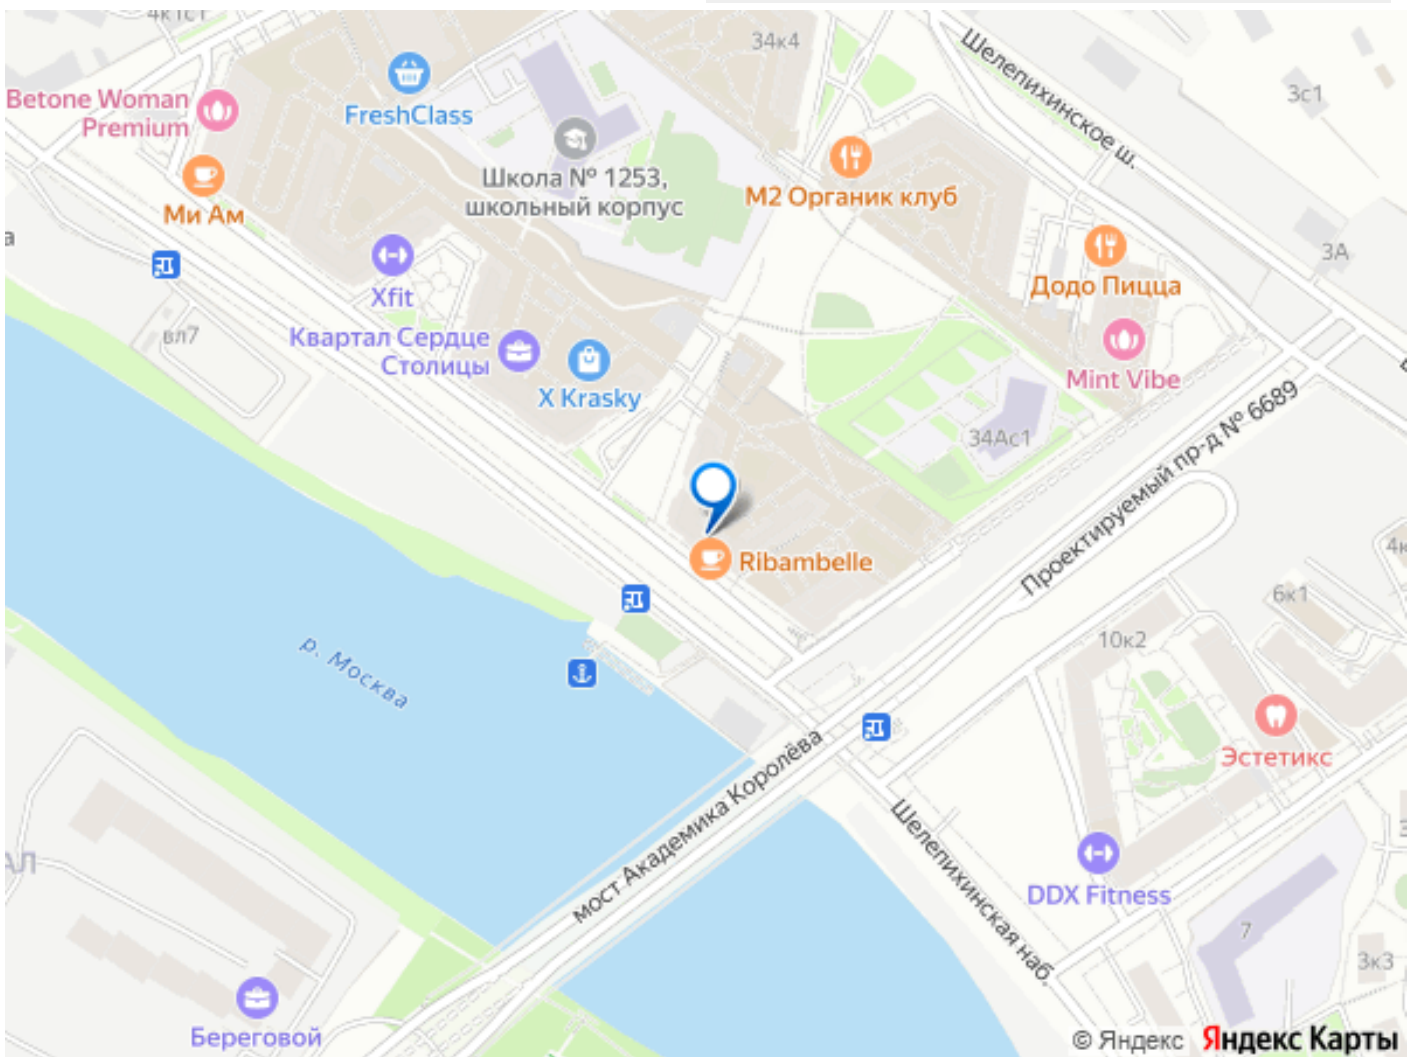 4к1с1
34к4
Шелепихинское ш.
3с1
Betone Woman
Premium
FreshClass
Школа № 1253,
школьный корпус
М2 Органик клуб
Ми Ам
а
3А
Xfit
Додо Пицца
вл7
Квартал Сердце
Столицы
X Krasky
Mint Vibe
34Ас1
Проектируемый пр-д № 6689
Ribambelle
4к
6к1
10к2
р. Москва
Эстетикс
мост Академика Королёва
Шелепихинская наб.
АЛ
DDX Fitness
7
3к3
Береговой
© Яндекс Яндекс Карты